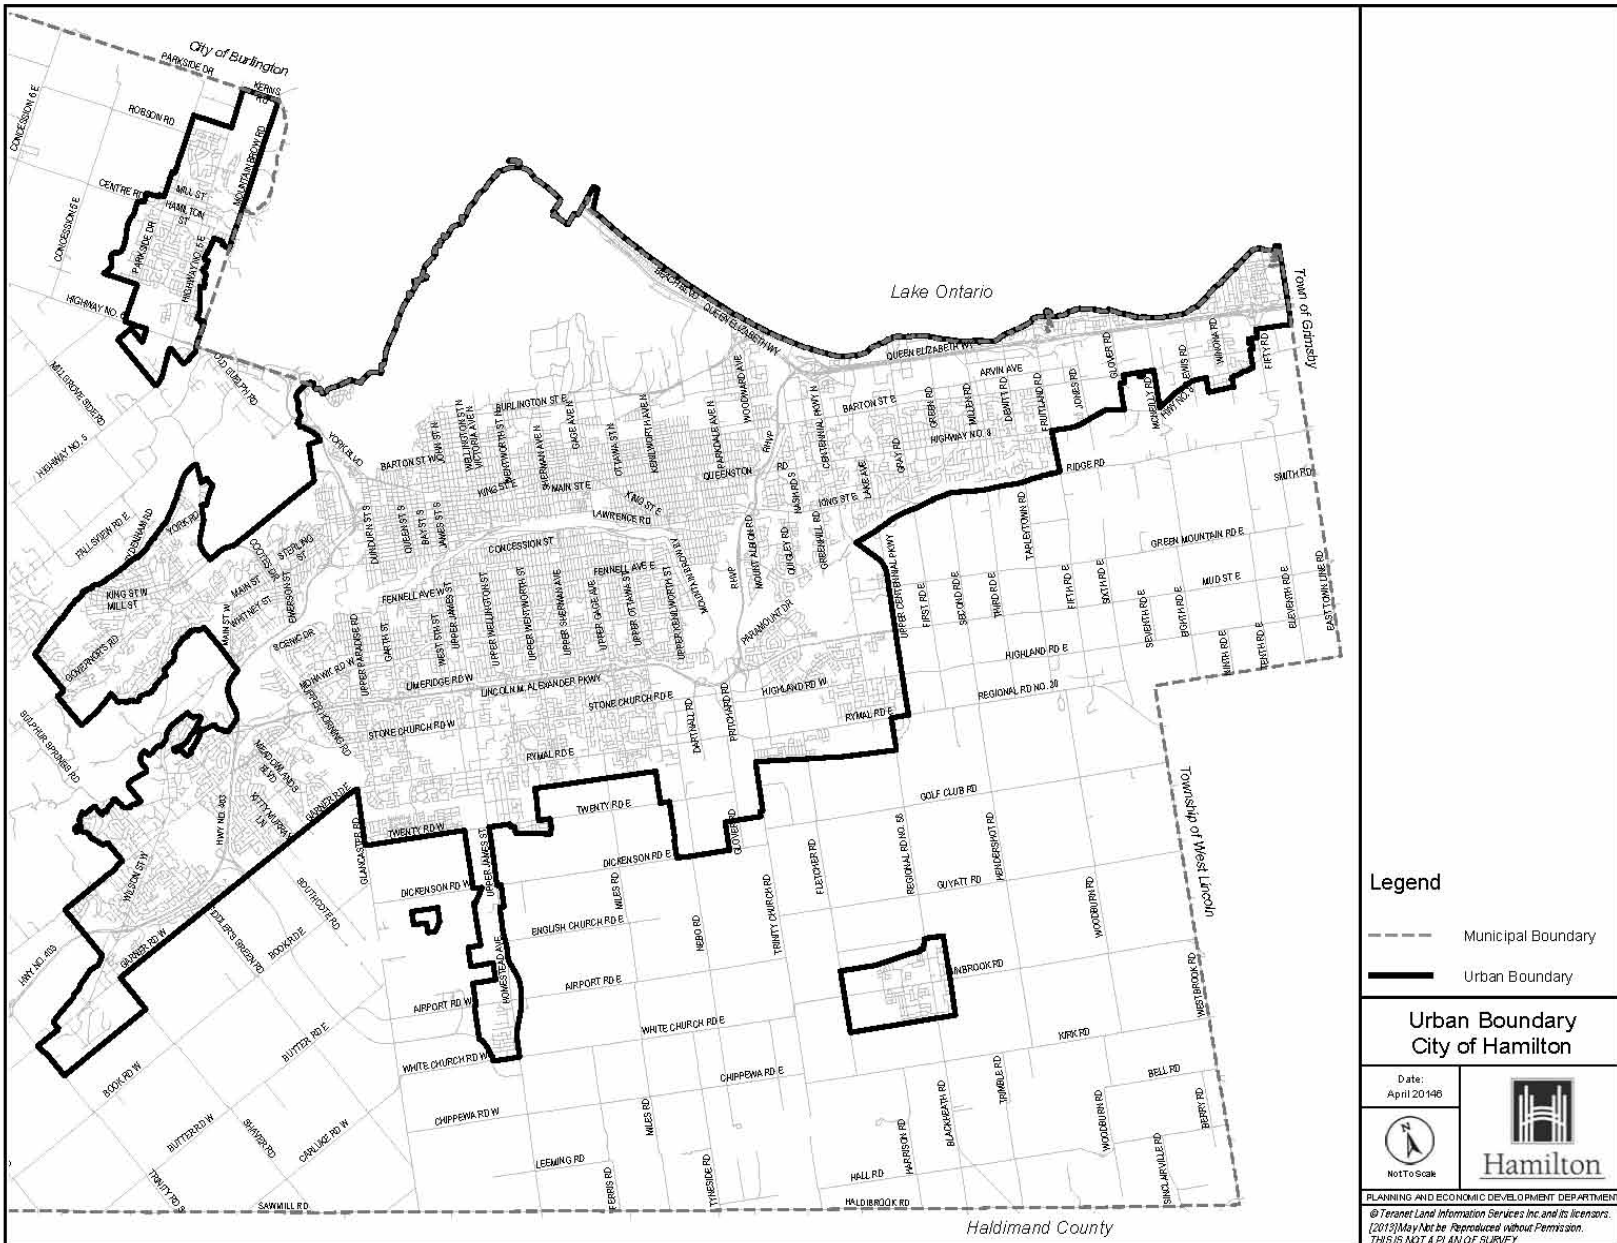 City of Burlington
PARKSIDE DR
KERNS RD
CONCESSION 6 E
ROBSON RD
MOUNTAIN BROW RD
CENTRE RD
MILL ST
HAMILTON ST
CONCESSION 5 E
PARKSIDE DR
HIGHWAY NO. 5 E
HIGHWAY NO. 6
OLD GUELPH RD
MILLGROVE SIDE RD
HIGHWAY NO. 5
YORK BLVD
Lake Ontario
BEACH BLVD
QUEEN ELIZABETH WY
QUEEN ELIZABETH WY
Town of Grimsby
ARVIN AVE
GLOVER RD
LEWIS RD
WINONA RD
FIFTY RD
JONES RD
MCNEILLY RD
HWY NO. 8
BURLINGTON ST E
WOODWARD AVE
BARTON ST E
GREEN RD
MILLEN RD
DEWITT RD
FRUITLAND RD
HIGHWAY NO. 8
JOHN ST N
WELLINGTON ST N
VICTORIA AVE N
WENTWORTH ST N
SHERMAN AVE N
GAGE AVE N
OTTAWA ST N
KENILWORTH AVE N
PARKDALE AVE N
RHVP
CENTENNIAL PKWY N
GRAY RD
LAKE AVE
BARTON ST W
QUEENSTON RD
NASH RD S
KING ST E
MAIN ST E
KING ST E
LAWRENCE RD
KING ST E
RIDGE RD
SMITH RD
FALLSVIEW RD E
SYDENHAM RD
YORK RD
DUNDURN ST S
QUEEN ST S
BAY ST S
JAMES ST S
CONCESSION ST
FENNELL AVE E
FENNELL AVE W
MOUNTAIN BROW BV
RHVP
MOUNT ALBION RD
QUIGLEY RD
GREENHILL RD
UPPER CENTENNIAL PKWY
TAPLEYTOWN RD
GREEN MOUNTAIN RD E
MUD ST E
COOTES DR
STERLING ST
MAIN ST
WHITNEY ST
EMERSON ST
MAIN ST W
KING ST W
MILL ST
GOVERNORS RD
SCENIC DR
MOHAWK RD W
UPPER HORNING RD
UPPER PARADISE RD
GARTH ST
WEST 5TH ST
UPPER JAMES ST
UPPER WELLINGTON ST
UPPER WENTWORTH ST
UPPER SHERMAN AVE
UPPER GAGE AVE
UPPER OTTAWA ST
UPPER KENILWORTH ST
PARAMOUNT DR
FIRST RD E
SECOND RD E
THIRD RD E
FIFTH RD E
SIXTH RD E
SEVENTH RD E
EIGHTH RD E
NINTH RD E
TENTH RD E
ELEVENTH RD E
EAST TOWN LINE RD
HIGHLAND RD E
LIMERIDGE RD W
LINCOLN M. ALEXANDER PKWY
HIGHLAND RD W
REGIONAL RD NO. 20
STONE CHURCH RD E
STONE CHURCH RD W
DARTNALL RD
PRITCHARD RD
RYMAL RD E
RYMAL RD E
SULPHUR SPRINGS RD
MEADOWLANDS BLVD
KITTY MURRAY LN
GARNER RD E
HWY NO. 403
GLANCASTER RD
TWENTY RD W
TWENTY RD E
GLOVER RD
GOLF CLUB RD
Township of West Lincoln
WILSON ST W
DICKENSON RD W
UPPER JAMES ST
DICKENSON RD E
FLETCHER RD
REGIONAL RD NO. 56
HENDERSHOT RD
GUYATT RD
WOODBURN RD
SOUTHCOTE RD
FIDDLER'S GREEN RD
BOOK RD E
GARNER RD W
HWY NO. 403
MILES RD
ENGLISH CHURCH RD E
NEBO RD
TRINITY CHURCH RD
HOMESTEAD AVE
AIRPORT RD W
AIRPORT RD E
BINBROOK RD
WESTBROOK RD
WHITE CHURCH RD E
WHITE CHURCH RD W
KIRK RD
BUTTER RD E
BOOK RD W
CHIPPEWA RD E
CHIPPEWA RD W
TRIMBLE RD
BELL RD
BERRY RD
WOODBURN RD
BLACKHEATH RD
HARRISON RD
MILES RD
BUTTER RD W
SHAVER RD
CARLUKE RD W
TRINITY RD S
LEEMING RD
FERRIS RD
TYNESIDE RD
HALL RD
HALDIBROOK RD
SINCLAIRVILLE RD
SAWMILL RD
Haldimand County
Legend
Municipal Boundary
Urban Boundary
Urban Boundary
City of Hamilton
Date:
April 20146
N
Not To Scale
Hamilton
PLANNING AND ECONOMIC DEVELOPMENT DEPARTMENT
© Teranet Land Information Services Inc. and its licensors.
[2013] May Not be Reproduced without Permission.
THIS IS NOT A PLAN OF SURVEY